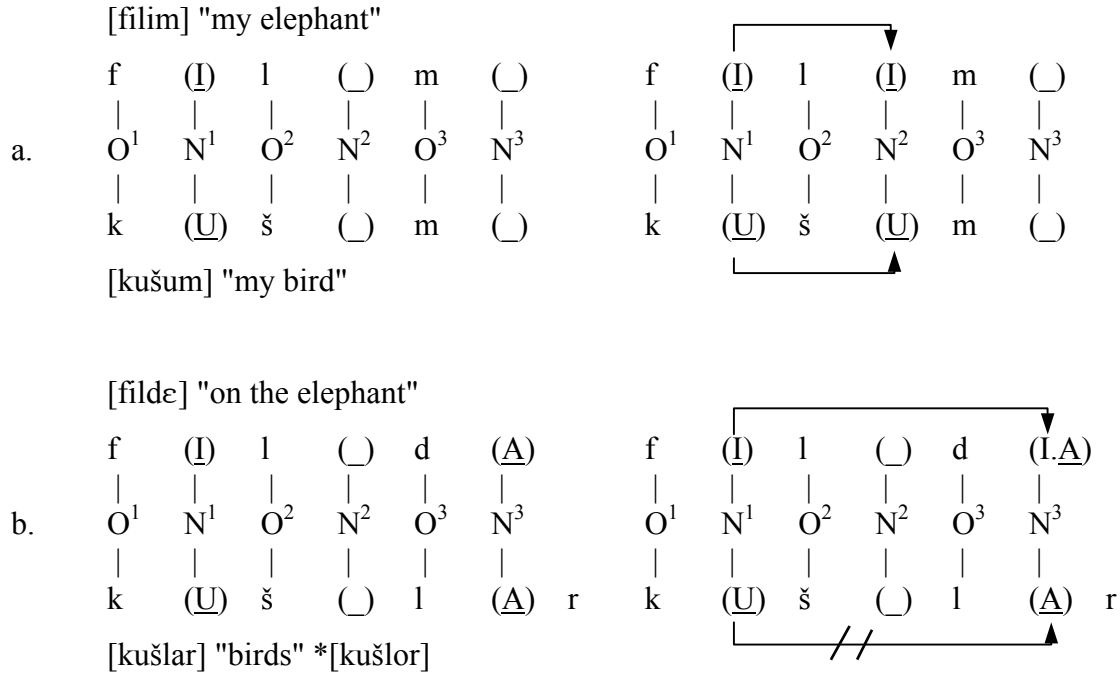 [filim] "my elephant"
f (I) l (_) m (_) f (I) l (I) m (_)
a. O¹ N¹ O² N² O³ N³ O¹ N¹ O² N² O³ N³
k (U) š (_) m (_) k (U) š (U) m (_)
[kušum] "my bird"
[fildɛ] "on the elephant"
f (I) l (_) d (A) f (I) l (_) d (I.A)
b. O¹ N¹ O² N² O³ N³ O¹ N¹ O² N² O³ N³
k (U) š (_) l (A) r k (U) š (_) l (A) r
[kušlar] "birds" *[kušlor]